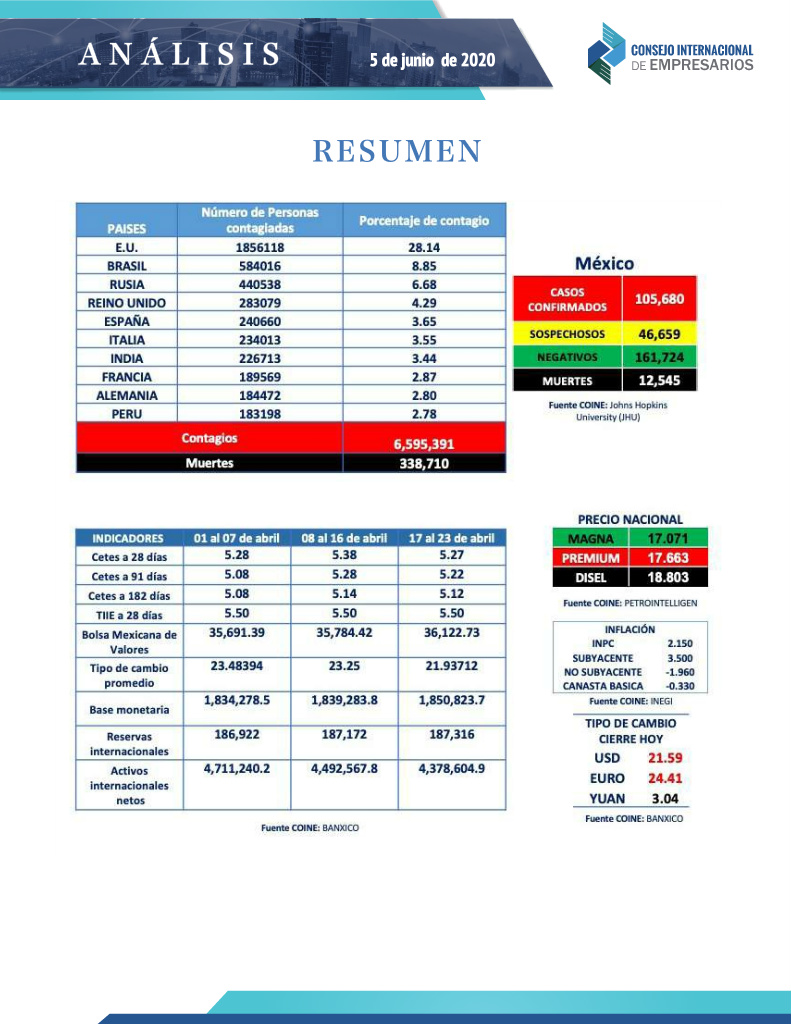 ANÁLISIS
5 de junio de 2020
CONSEJO INTERNACIONAL
DE EMPRESARIOS
RESUMEN
PAISES Número de Personas contagiadas Porcentaje de contagio
E.U. 1856118 28.14
BRASIL 584016 8.85
RUSIA 440538 6.68
REINO UNIDO 283079 4.29
ESPAÑA 240660 3.65
ITALIA 234013 3.55
INDIA 226713 3.44
FRANCIA 189569 2.87
ALEMANIA 184472 2.80
PERU 183198 2.78
Contagios 6,595,391
Muertes 338,710
México
CASOS CONFIRMADOS 105,680
SOSPECHOSOS 46,659
NEGATIVOS 161,724
MUERTES 12,545
Fuente COINE: Johns Hopkins
University (JHU)
INDICADORES 01 al 07 de abril 08 al 16 de abril 17 al 23 de abril
Cetes a 28 días 5.28 5.38 5.27
Cetes a 91 días 5.08 5.28 5.22
Cetes a 182 días 5.08 5.14 5.12
TIIE a 28 días 5.50 5.50 5.50
Bolsa Mexicana de Valores 35,691.39 35,784.42 36,122.73
Tipo de cambio promedio 23.48394 23.25 21.93712
Base monetaria 1,834,278.5 1,839,283.8 1,850,823.7
Reservas internacionales 186,922 187,172 187,316
Activos internacionales netos 4,711,240.2 4,492,567.8 4,378,604.9
Fuente COINE: BANXICO
PRECIO NACIONAL
MAGNA 17.071
PREMIUM 17.663
DISEL 18.803
Fuente COINE: PETROINTELLIGEN
INFLACIÓN
INPC 2.150
SUBYACENTE 3.500
NO SUBYACENTE -1.960
CANASTA BASICA -0.330
Fuente COINE: INEGI
TIPO DE CAMBIO
CIERRE HOY
USD 21.59
EURO 24.41
YUAN 3.04
Fuente COINE: BANXICO